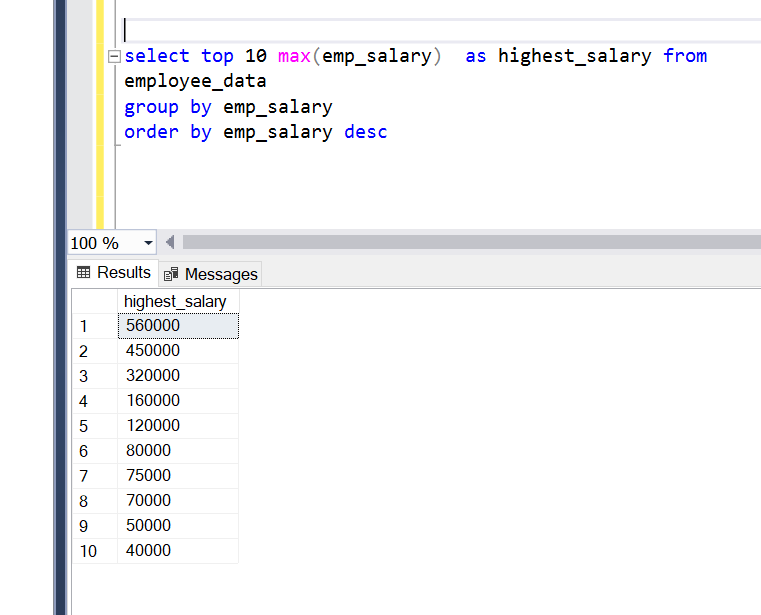 select top 10 max(emp_salary)  as highest_salary from
employee_data
group by emp_salary
order by emp_salary desc
100 %
Results Messages
highest_salary
1 560000
2 450000
3 320000
4 160000
5 120000
6 80000
7 75000
8 70000
9 50000
10 40000